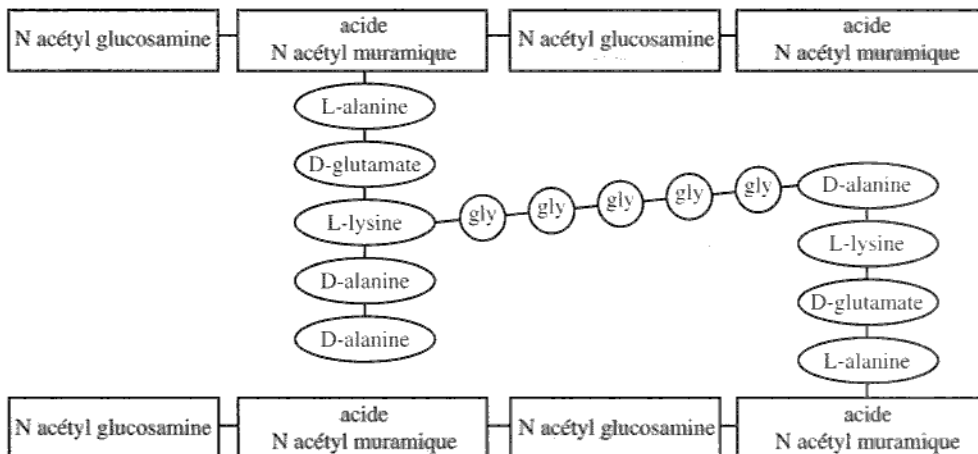 N acétyl glucosamine
acide
N acétyl muramique
N acétyl glucosamine
acide
N acétyl muramique
L-alanine
D-glutamate
L-lysine
D-alanine
D-alanine
gly
gly
gly
gly
gly
D-alanine
L-lysine
D-glutamate
L-alanine
N acétyl glucosamine
acide
N acétyl muramique
N acétyl glucosamine
acide
N acétyl muramique